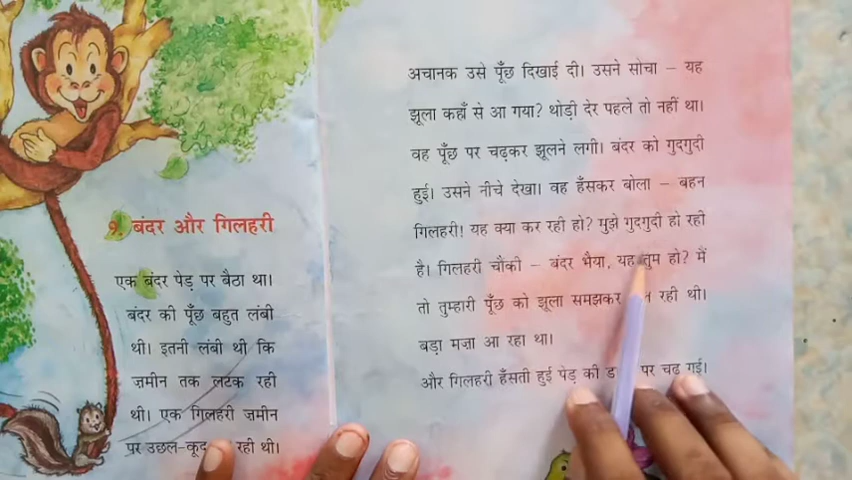 ९. बंदर और गिलहरी
एक बंदर पेड़ पर बैठा था।
बंदर की पूँछ बहुत लंबी
थी। इतनी लंबी थी कि
ज़मीन तक लटक रही
थी। एक गिलहरी ज़मीन
पर उछल-कूद रही थी।
अचानक उसे पूँछ दिखाई दी। उसने सोचा – यह
झूला कहाँ से आ गया? थोड़ी देर पहले तो नहीं था।
वह पूँछ पर चढ़कर झूलने लगी। बंदर को गुदगुदी
हुई। उसने नीचे देखा। वह हँसकर बोला – बहन
गिलहरी! यह क्या कर रही हो? मुझे गुदगुदी हो रही
है। गिलहरी चौंकी – बंदर भैया, यह तुम हो? मैं
तो तुम्हारी पूँछ को झूला समझकर रही थी।
बड़ा मज़ा आ रहा था।
और गिलहरी हँसती हुई पेड़ की पर चढ़ गई।